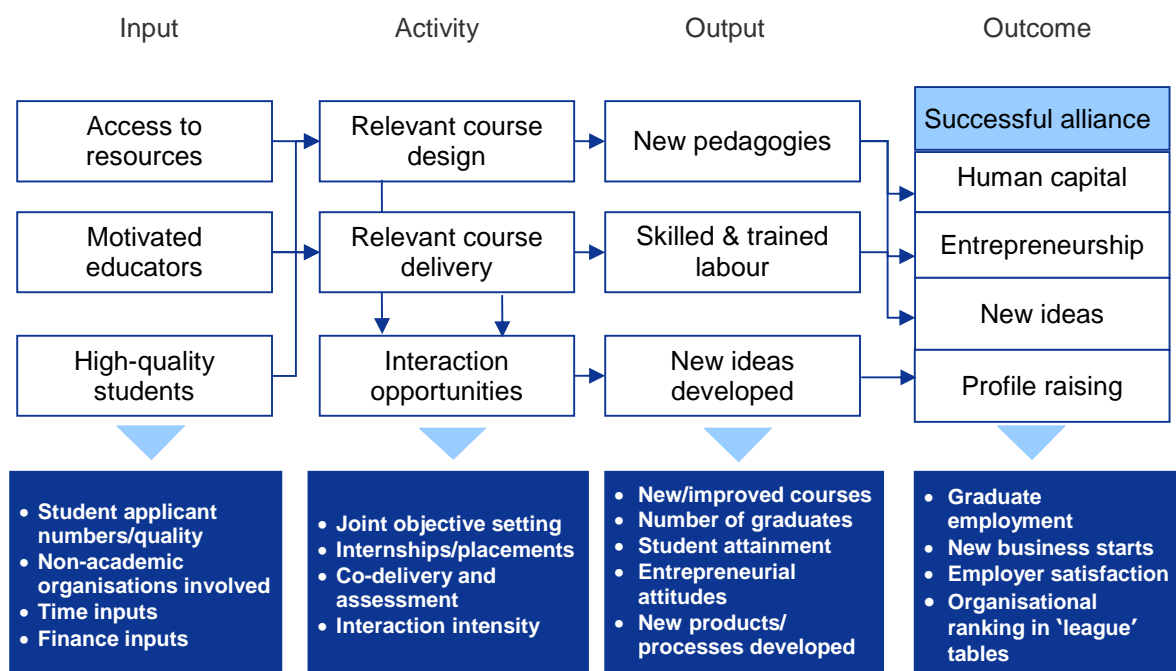 Input
Activity
Output
Outcome
Access to
resources
Relevant course
design
New pedagogies
Successful alliance
Human capital
Motivated
educators
Relevant course
delivery
Skilled & trained
labour
Entrepreneurship
New ideas
High-quality
students
Interaction
opportunities
New ideas
developed
Profile raising
• Student applicant
numbers/quality
• Non-academic
organisations involved
• Time inputs
• Finance inputs
• Joint objective setting
• Internships/placements
• Co-delivery and
assessment
• Interaction intensity
• New/improved courses
• Number of graduates
• Student attainment
• Entrepreneurial
attitudes
• New products/
processes developed
• Graduate
employment
• New business starts
• Employer satisfaction
• Organisational
ranking in ‘league’
tables